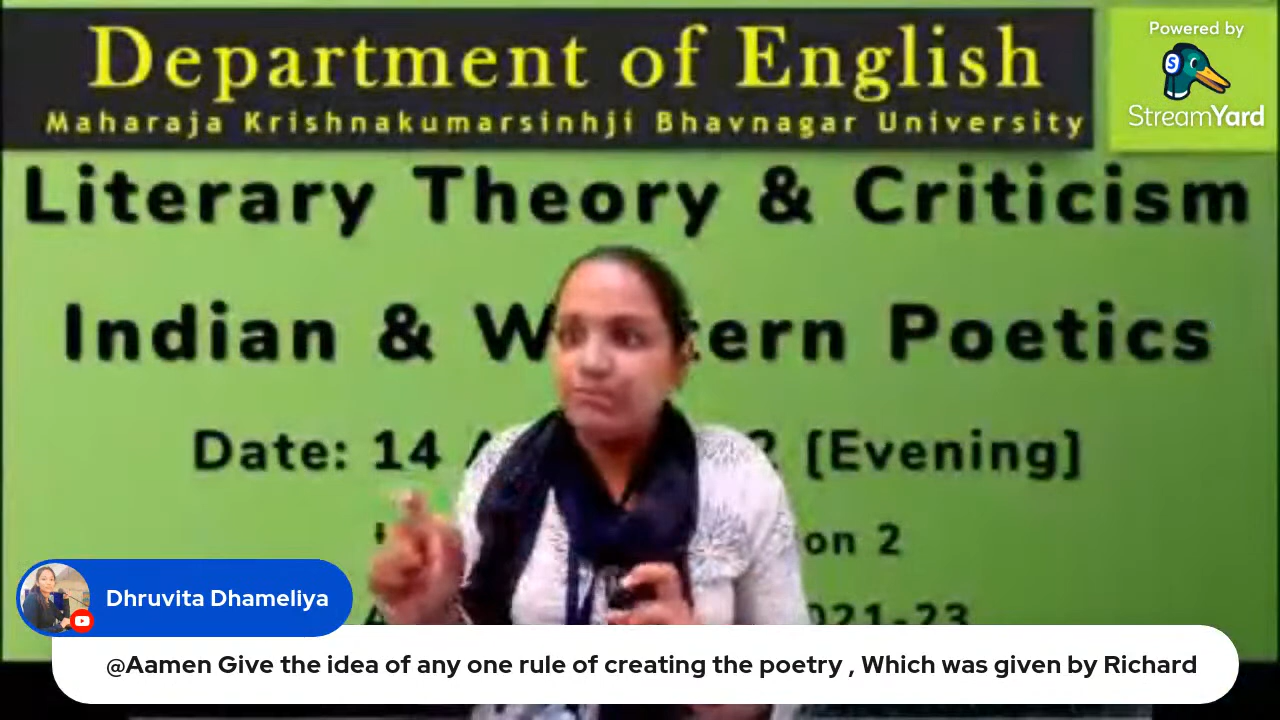 Department of English
Maharaja Krishnakumarsinhji Bhavnagar University
Powered by
S
StreamYard
Literary Theory & Criticism
Indian & tern Poetics
Date: 14 2 [Evening]
on 2
021-23
Dhruvita Dhameliya
@Aamen Give the idea of any one rule of creating the poetry , Which was given by Richard